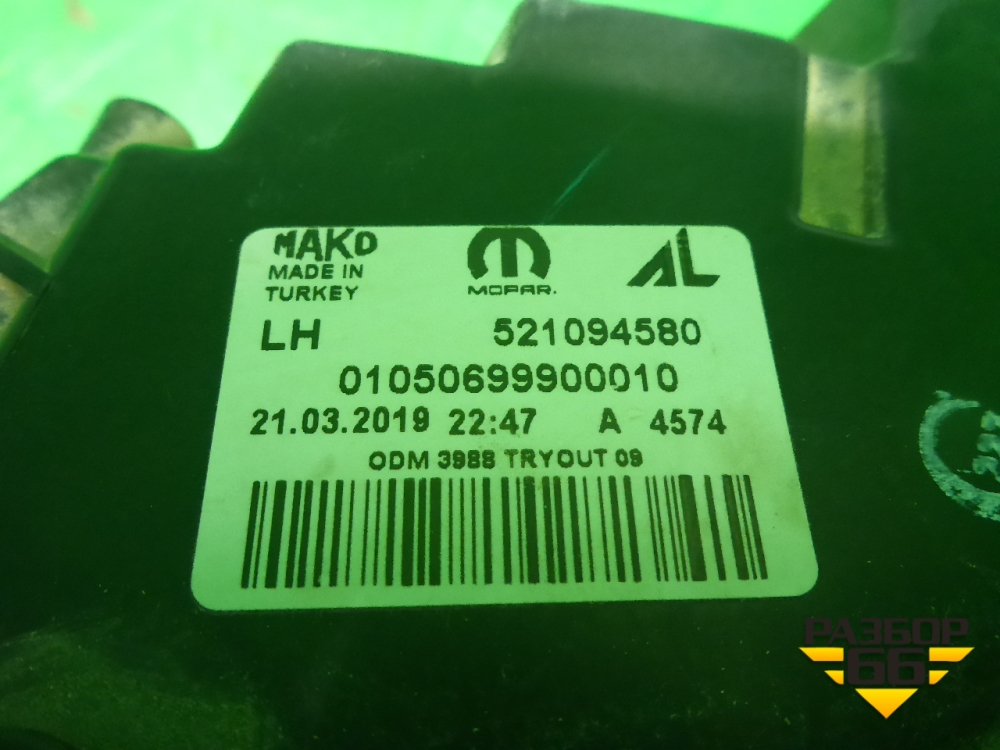 MAKO
MADE IN
TURKEY
MOPAR.
AL
LH 521094580
01050699900010
21.03.2019 22:47 A 4574
ODM 3988 TRYOUT 09
РАЗБОР
66